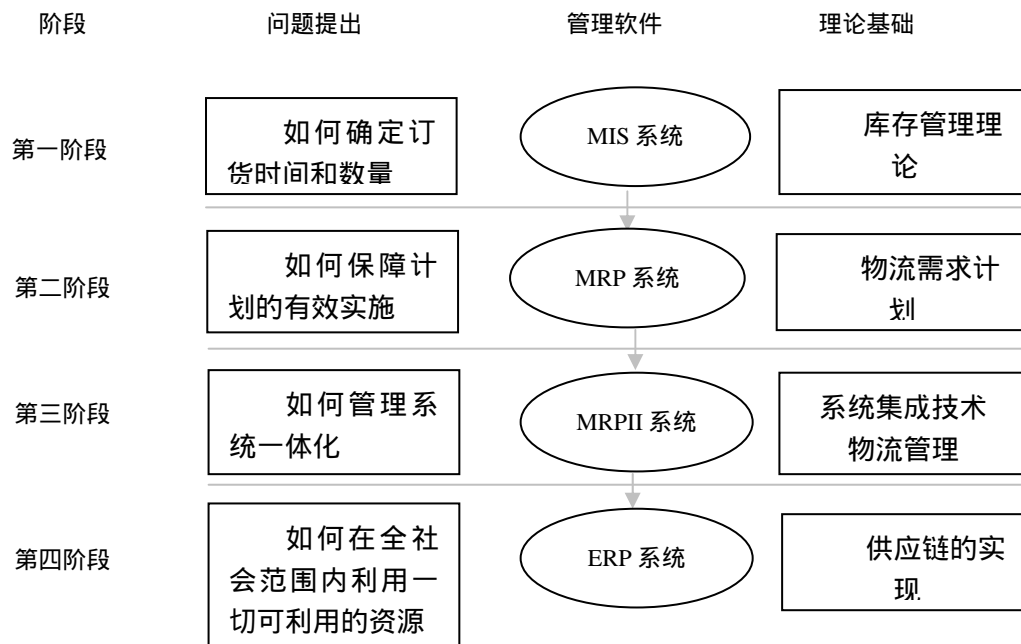 阶段 问题提出 管理软件 理论基础
第一阶段
如何确定订
货时间和数量
MIS 系统
库存管理理
论
第二阶段
如何保障计
划的有效实施
MRP 系统
物流需求计
划
第三阶段
如何管理系
统一体化
MRPII 系统
系统集成技术
物流管理
第四阶段
如何在全社
会范围内利用一
切可利用的资源
ERP 系统
供应链的实
现